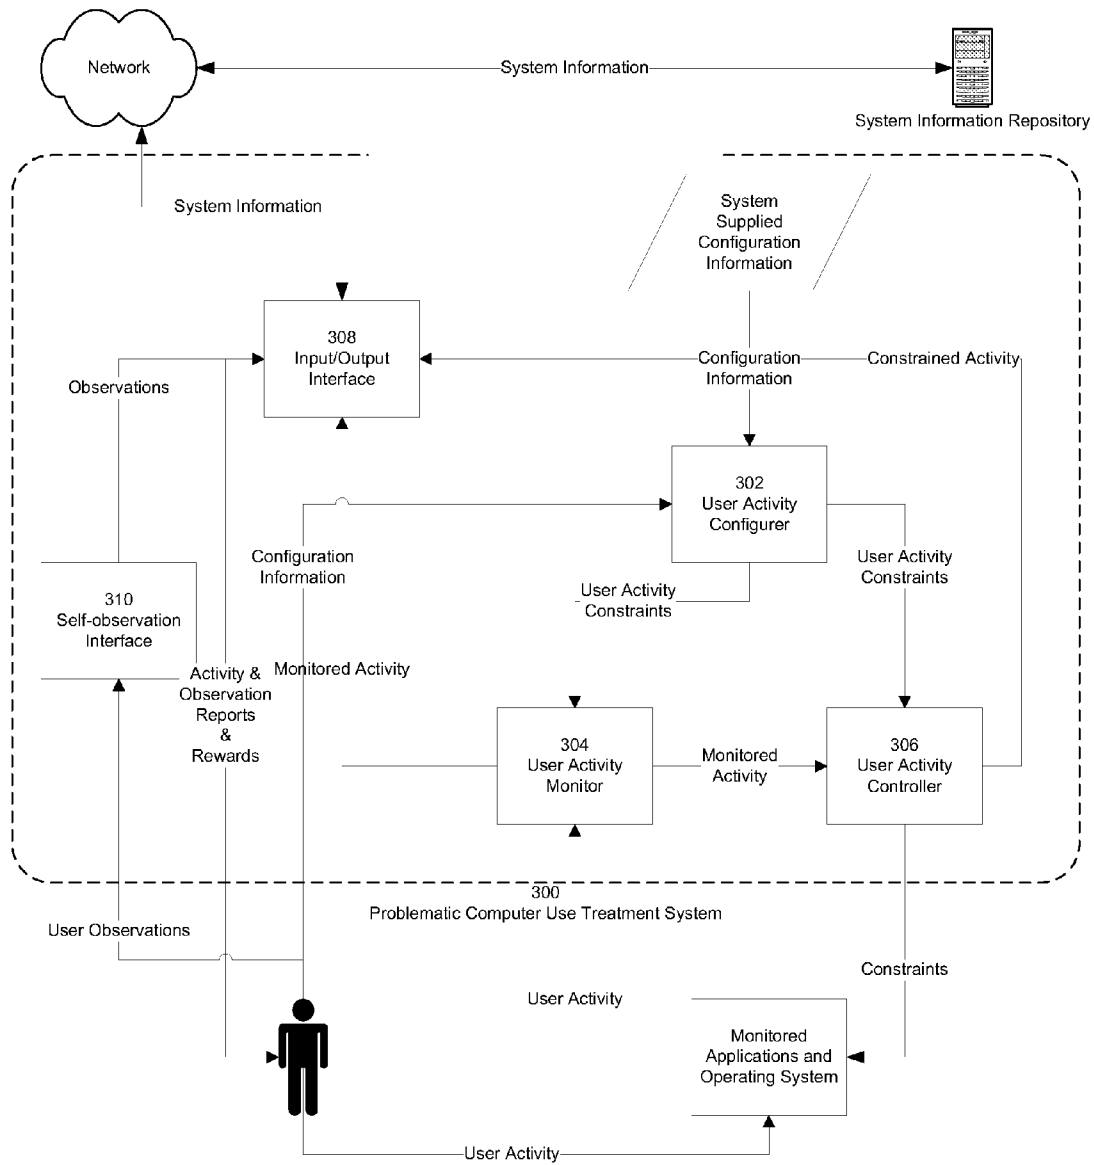 Network
System Information
System Information Repository
System Information
System
Supplied
Configuration
Information
308
Input/Output
Interface
Configuration
Information
Constrained Activity
Observations
302
User Activity
Configurer
Configuration
Information
User Activity
Constraints
User Activity
Constraints
310
Self-observation
Interface
Monitored Activity
Activity &
Observation
Reports
&
Rewards
304
User Activity
Monitor
Monitored
Activity
306
User Activity
Controller
300
Problematic Computer Use Treatment System
User Observations
Constraints
User Activity
Monitored
Applications and
Operating System
User Activity